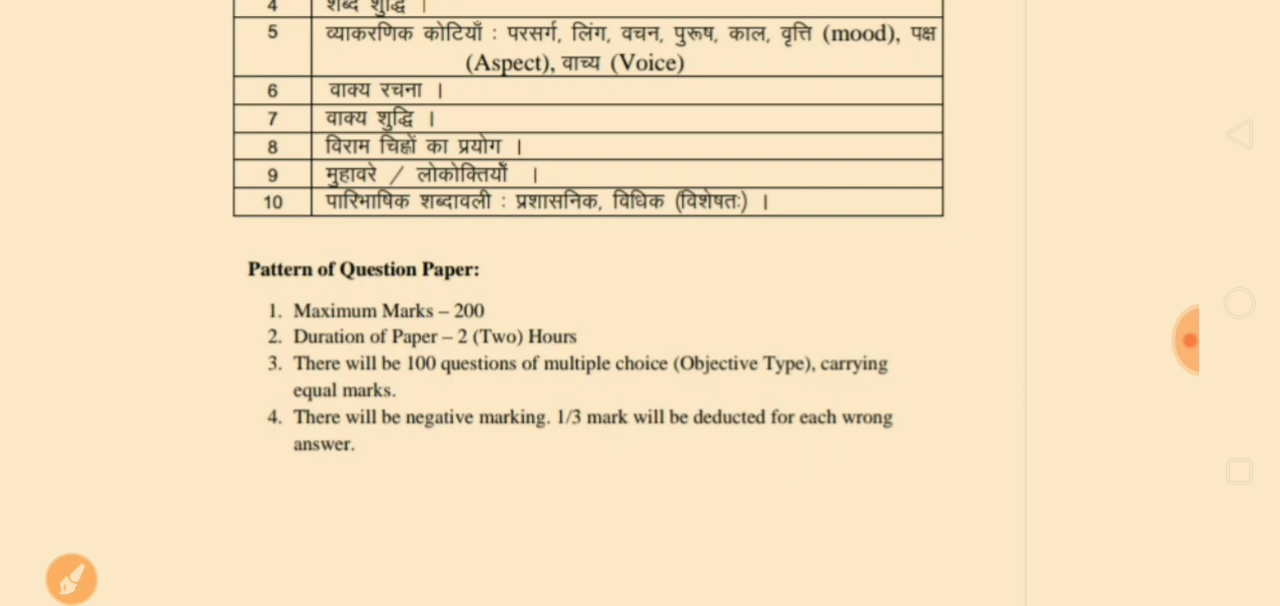 4 शब्द शुद्धि ।
5 व्याकरणिक कोटियाँ : परसर्ग, लिंग, वचन, पुरूष, काल, वृत्ति (mood), पक्ष
(Aspect), वाच्य (Voice)
6 वाक्य रचना ।
7 वाक्य शुद्धि ।
8 विराम चिह्नों का प्रयोग ।
9 मुहावरे / लोकोक्तियाँ ।
10 पारिभाषिक शब्दावली : प्रशासनिक, विधिक (विशेषतः) ।
Pattern of Question Paper:
1. Maximum Marks – 200
2. Duration of Paper – 2 (Two) Hours
3. There will be 100 questions of multiple choice (Objective Type), carrying
equal marks.
4. There will be negative marking. 1/3 mark will be deducted for each wrong
answer.